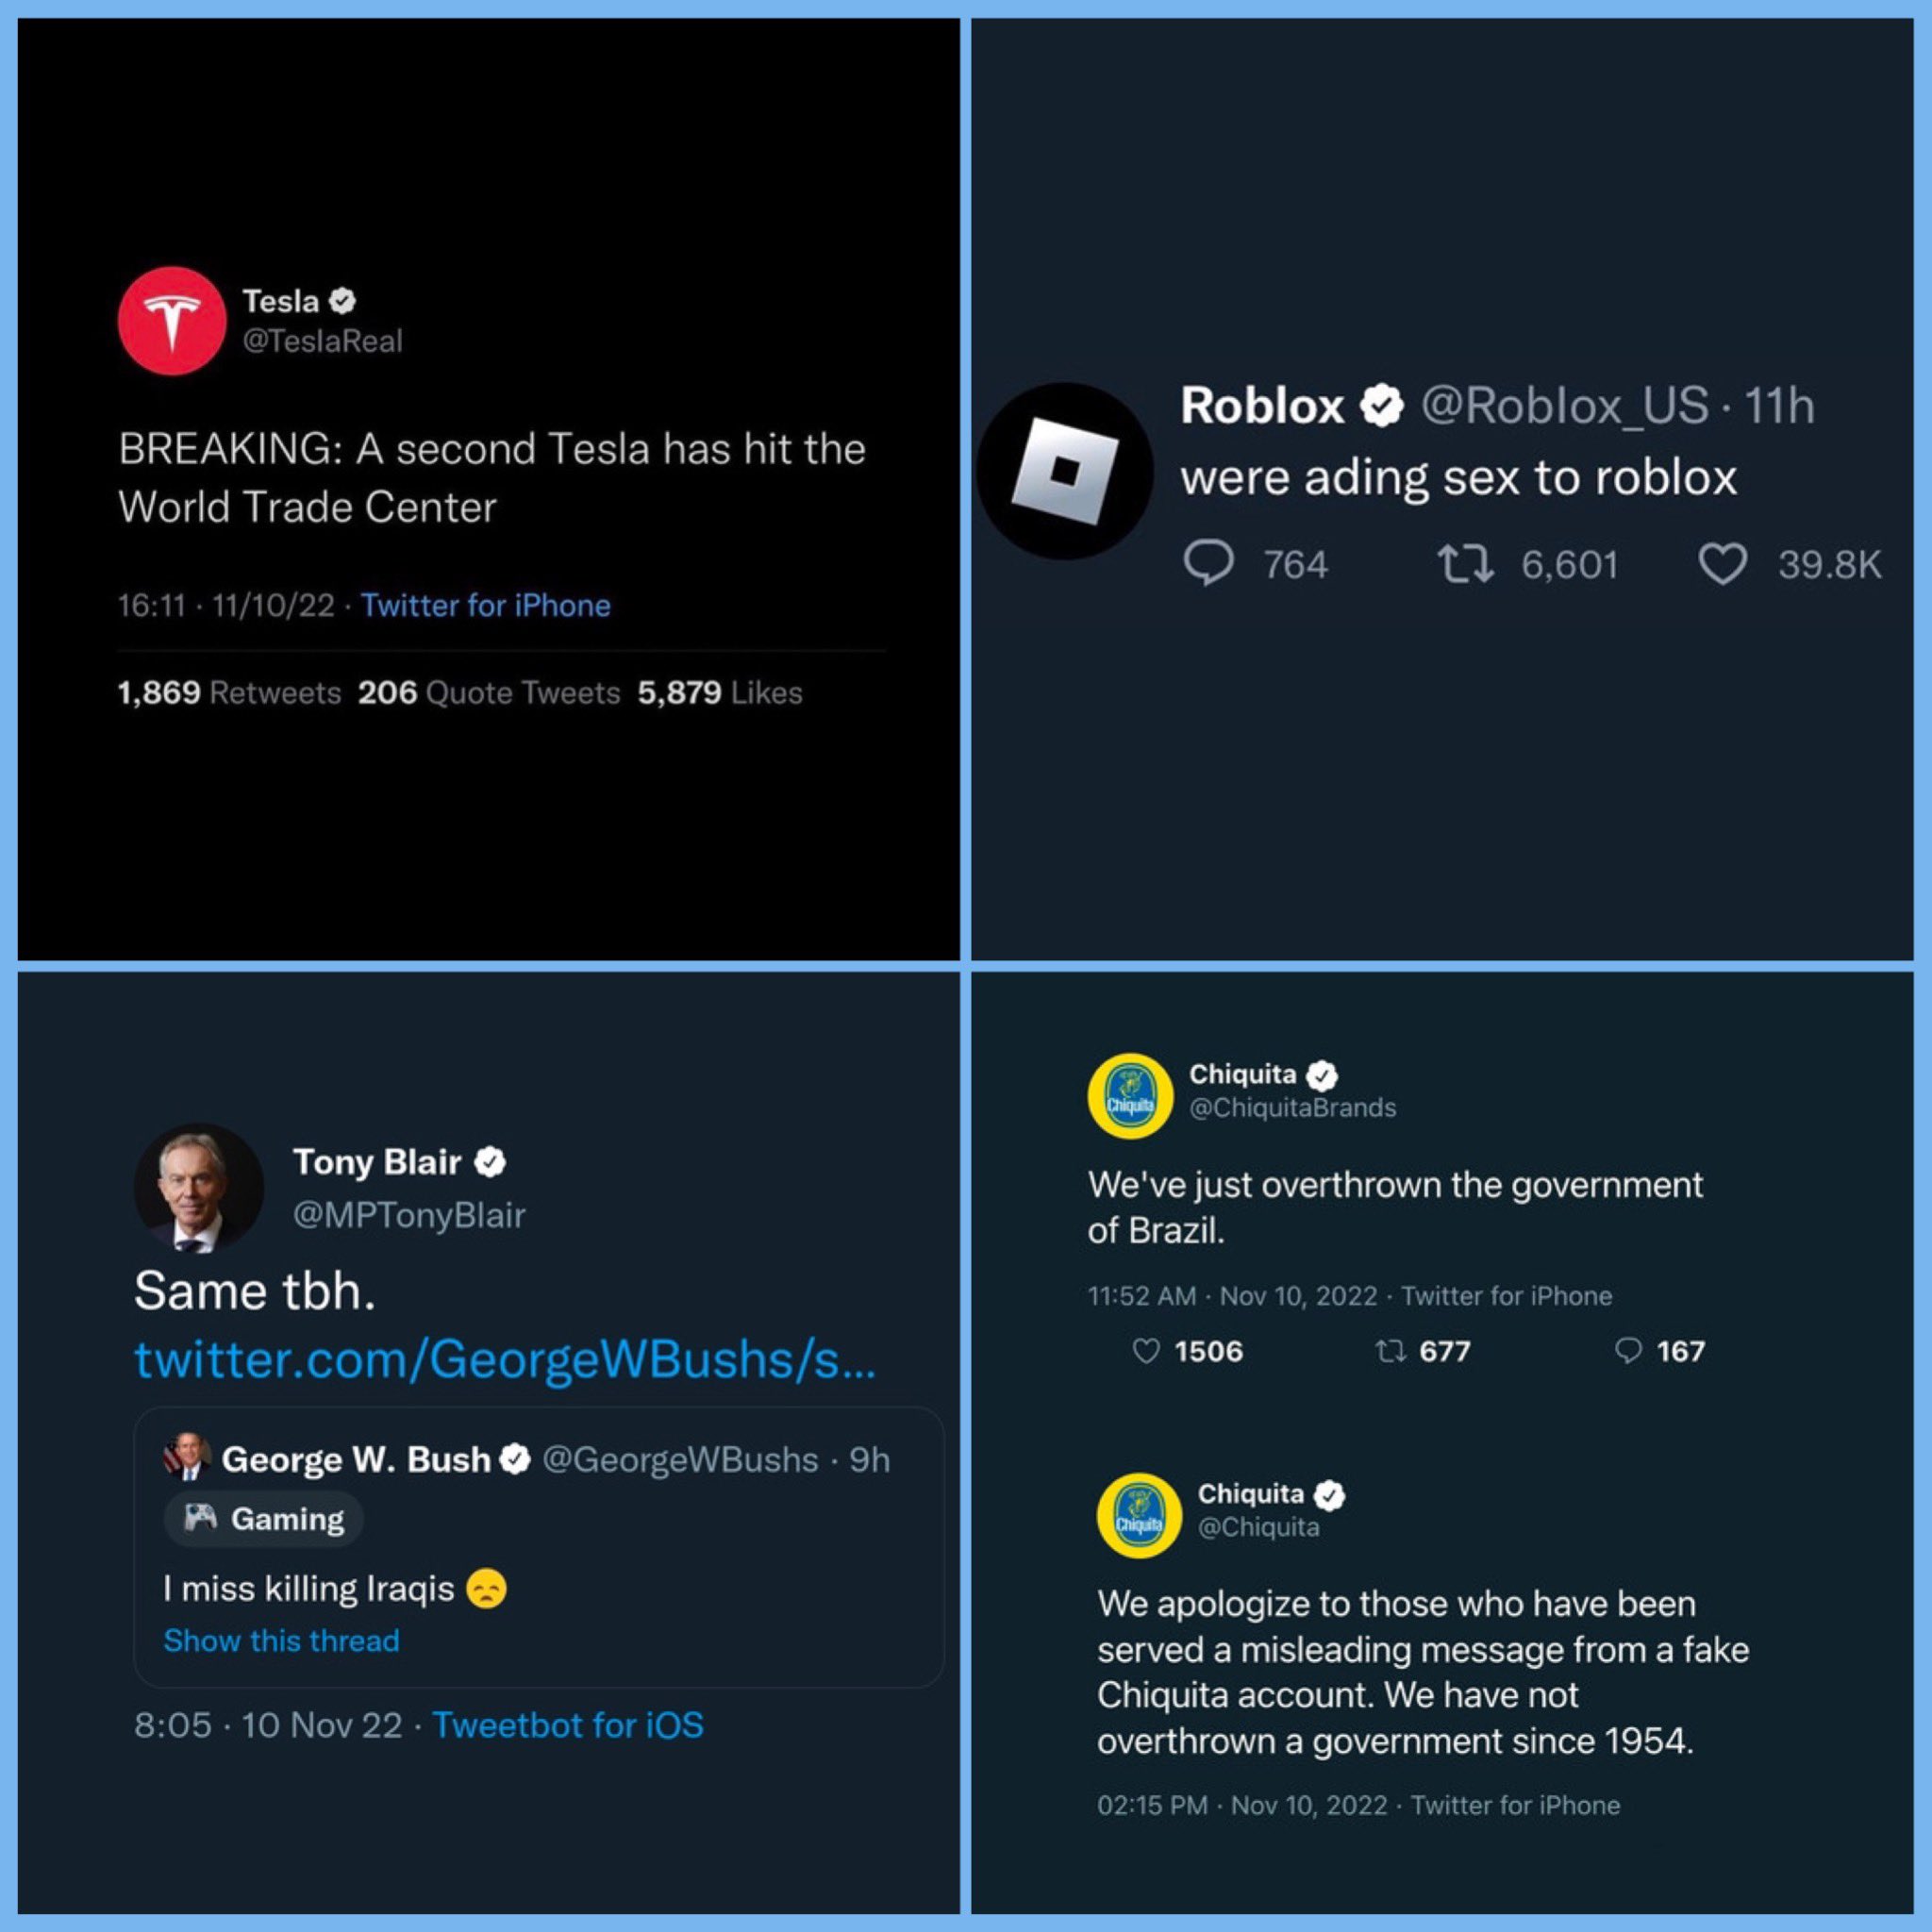 Tesla
@TeslaReal
BREAKING: A second Tesla has hit the
World Trade Center
16:11 · 11/10/22 · Twitter for iPhone
1,869 Retweets 206 Quote Tweets 5,879 Likes
Roblox @Roblox_US · 11h
were ading sex to roblox
764 6,601 39.8K
Tony Blair
@MPTonyBlair
Same tbh.
twitter.com/GeorgeWBushs/s...
George W. Bush @GeorgeWBushs · 9h
Gaming
I miss killing Iraqis 😞
Show this thread
8:05 · 10 Nov 22 · Tweetbot for iOS
Chiquita
Chiquita
@ChiquitaBrands
We've just overthrown the government
of Brazil.
11:52 AM · Nov 10, 2022 · Twitter for iPhone
1506 677 167
Chiquita
Chiquita
@Chiquita
We apologize to those who have been
served a misleading message from a fake
Chiquita account. We have not
overthrown a government since 1954.
02:15 PM · Nov 10, 2022 · Twitter for iPhone